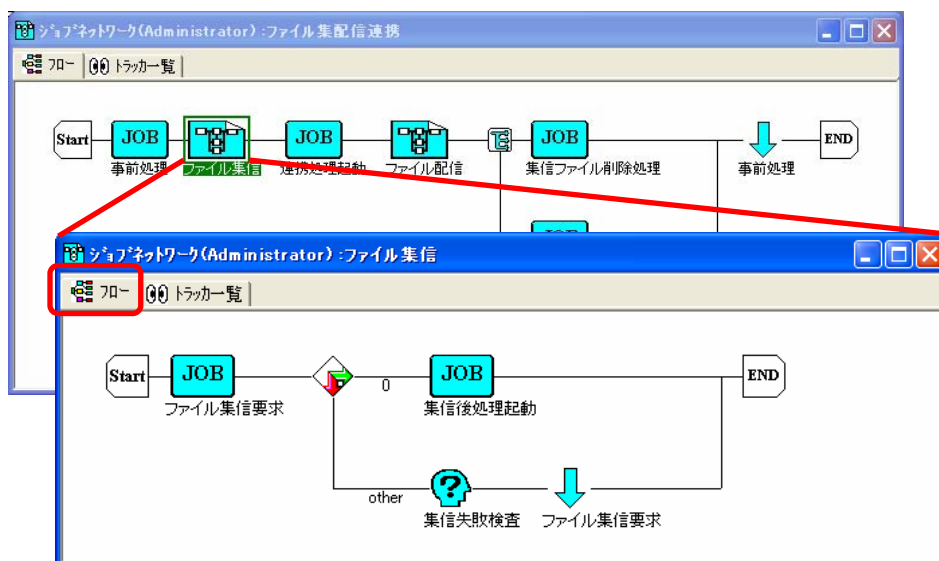 ジョブネットワーク(Administrator):ファイル集配信連携
フロー トラッカ一覧
Start JOB JOB JOB END
事前処理 ファイル集信 連携処理起動 ファイル配信 集信ファイル削除処理 事前処理
ジョブネットワーク(Administrator):ファイル集信
フロー トラッカ一覧
Start JOB 0 JOB END
ファイル集信要求 集信後処理起動
other
集信失敗検査 ファイル集信要求